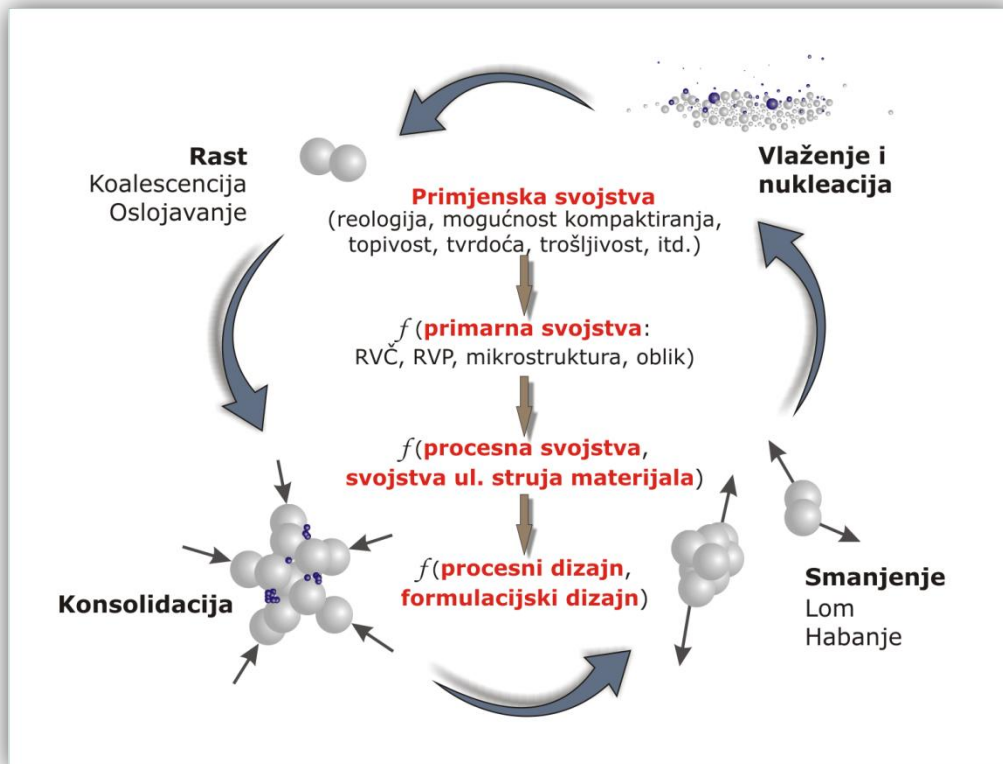 Rast
Koalescencija
Oslojavanje
Vlaženje i
nukleacija
Primjenska svojstva
(reologija, mogućnost kompaktiranja,
topivost, tvrdoća, trošljivost, itd.)
f(primarna svojstva:
RVČ, RVP, mikrostruktura, oblik)
f(procesna svojstva,
svojstva ul. struja materijala)
f(procesni dizajn,
formulacijski dizajn)
Konsolidacija
Smanjenje
Lom
Habanje